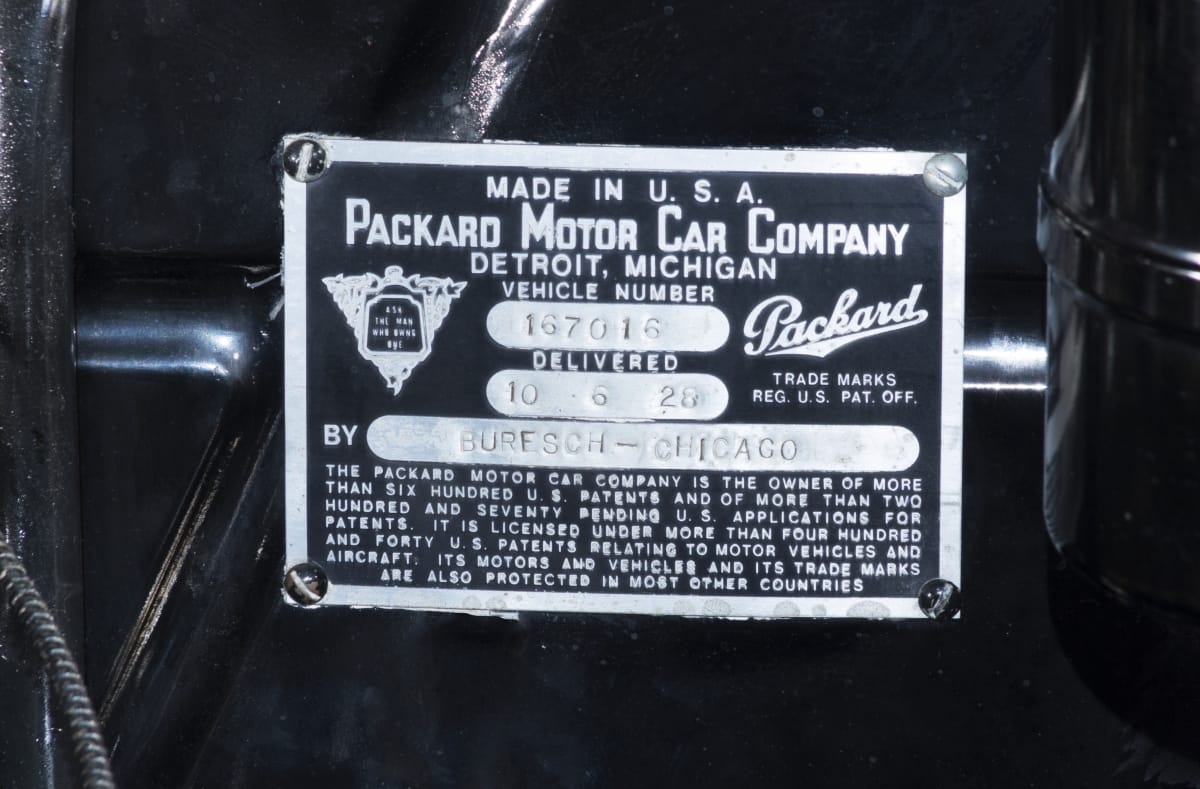 MADE IN U. S. A.
PACKARD MOTOR CAR COMPANY
DETROIT, MICHIGAN
VEHICLE NUMBER
167016
DELIVERED
10 6 28
BY BURESCH - CHICAGO
ASK
THE MAN
WHO OWNS
ONE
Packard
TRADE MARKS
REG. U.S. PAT. OFF.
THE PACKARD MOTOR CAR COMPANY IS THE OWNER OF MORE
THAN SIX HUNDRED U.S. PATENTS AND OF MORE THAN TWO
HUNDRED AND SEVENTY PENDING U.S. APPLICATIONS FOR
PATENTS. IT IS LICENSED UNDER MORE THAN FOUR HUNDRED
AND FORTY U.S. PATENTS RELATING TO MOTOR VEHICLES AND
AIRCRAFT. ITS MOTORS AND VEHICLES AND ITS TRADE MARKS
ARE ALSO PROTECTED IN MOST OTHER COUNTRIES